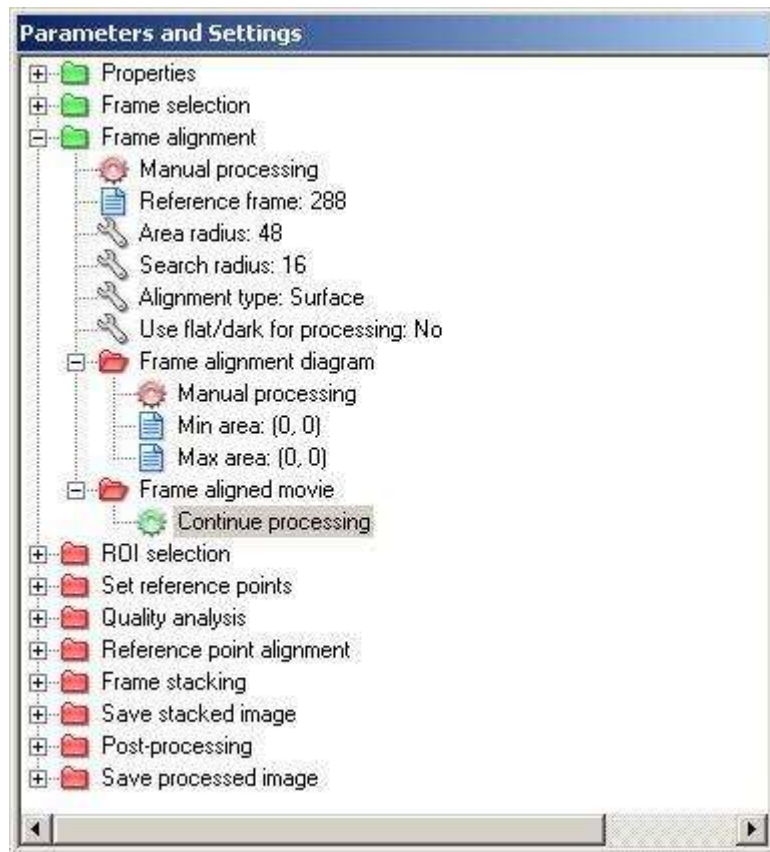 Parameters and Settings
Properties
Frame selection
Frame alignment
Manual processing
Reference frame: 288
Area radius: 48
Search radius: 16
Alignment type: Surface
Use flat/dark for processing: No
Frame alignment diagram
Manual processing
Min area: (0, 0)
Max area: (0, 0)
Frame aligned movie
Continue processing
ROI selection
Set reference points
Quality analysis
Reference point alignment
Frame stacking
Save stacked image
Post-processing
Save processed image